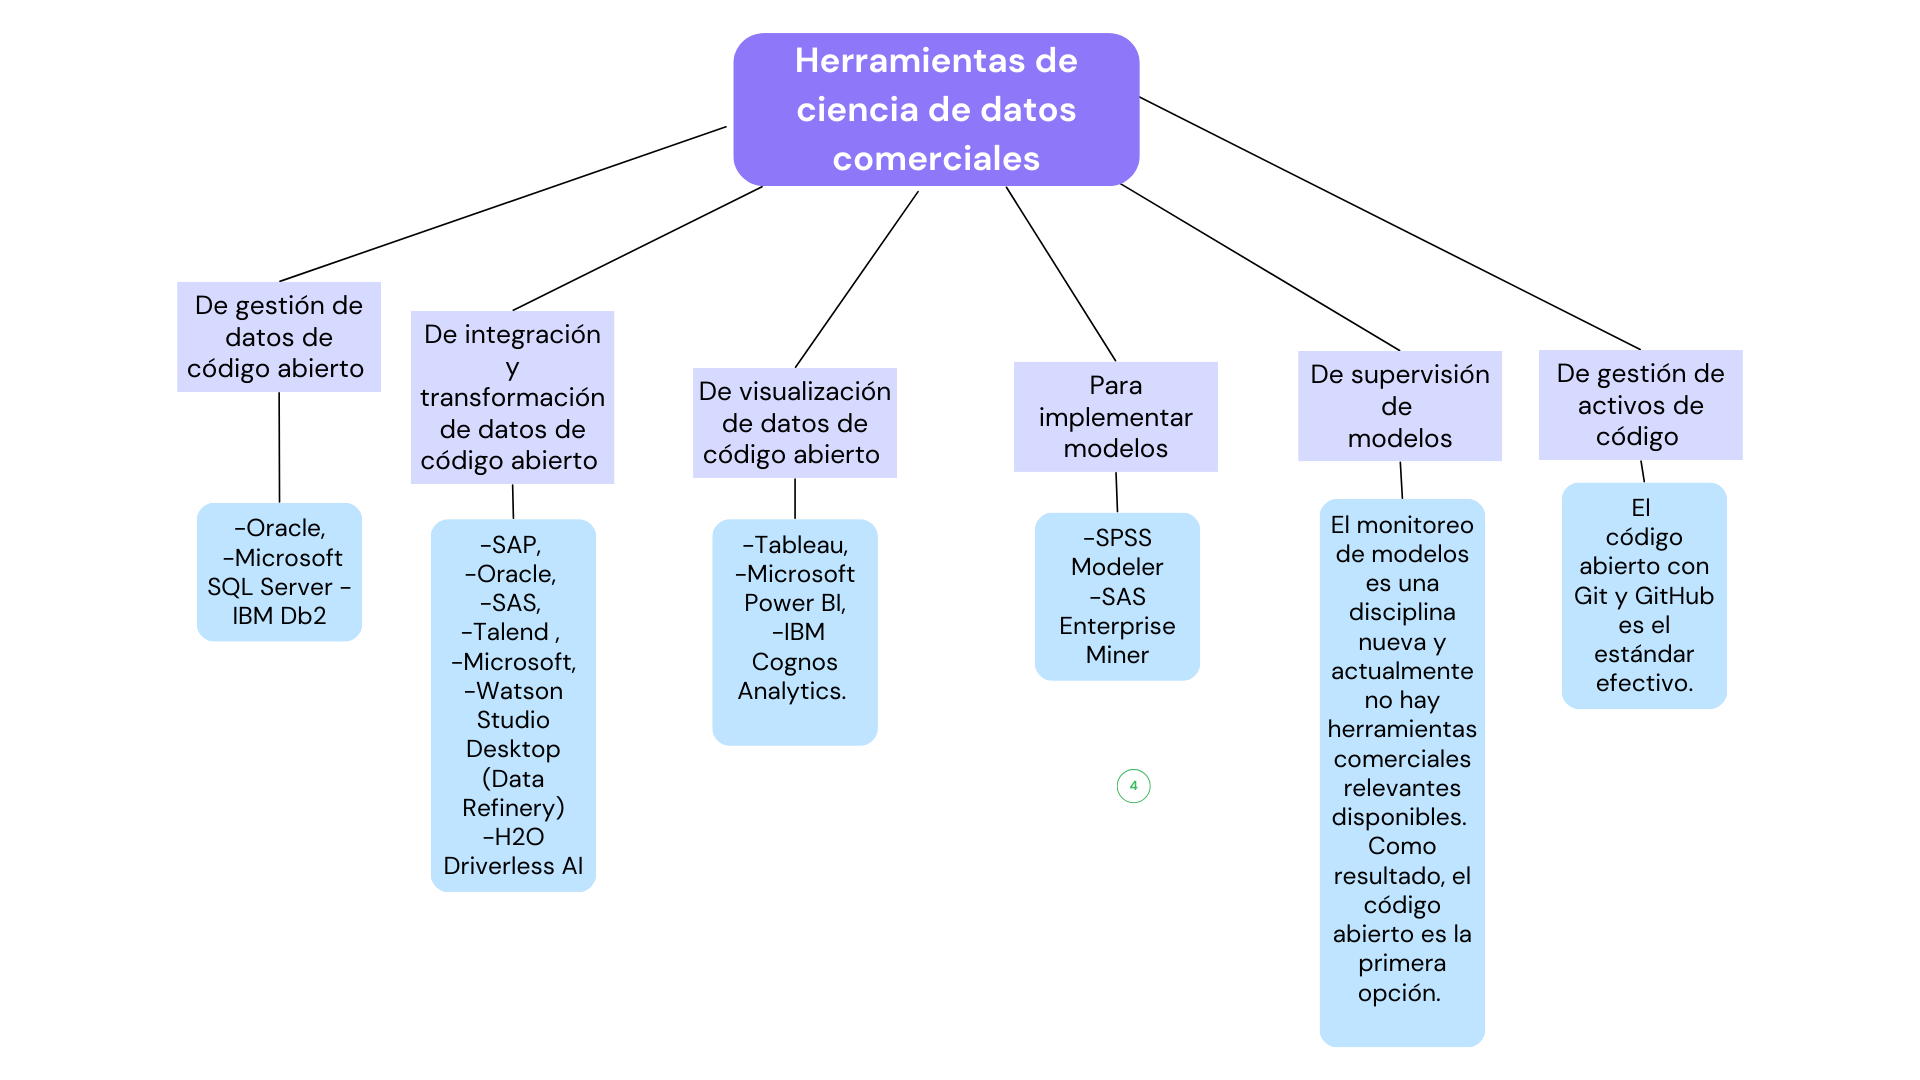 Herramientas de
ciencia de datos
comerciales
De gestión de
datos de
código abierto
-Oracle,
-Microsoft
SQL Server -
IBM Db2
De integración
y
transformación
de datos de
código abierto
-SAP,
-Oracle,
-SAS,
-Talend ,
-Microsoft,
-Watson
Studio
Desktop
(Data
Refinery)
-H2O
Driverless AI
De visualización
de datos de
código abierto
-Tableau,
-Microsoft
Power BI,
-IBM
Cognos
Analytics.
Para
implementar
modelos
-SPSS
Modeler
-SAS
Enterprise
Miner
4
De supervisión
de
modelos
El monitoreo
de modelos
es una
disciplina
nueva y
actualmente
no hay
herramientas
comerciales
relevantes
disponibles.
Como
resultado, el
código
abierto es la
primera
opción.
De gestión de
activos de
código
El
código
abierto con
Git y GitHub
es el
estándar
efectivo.